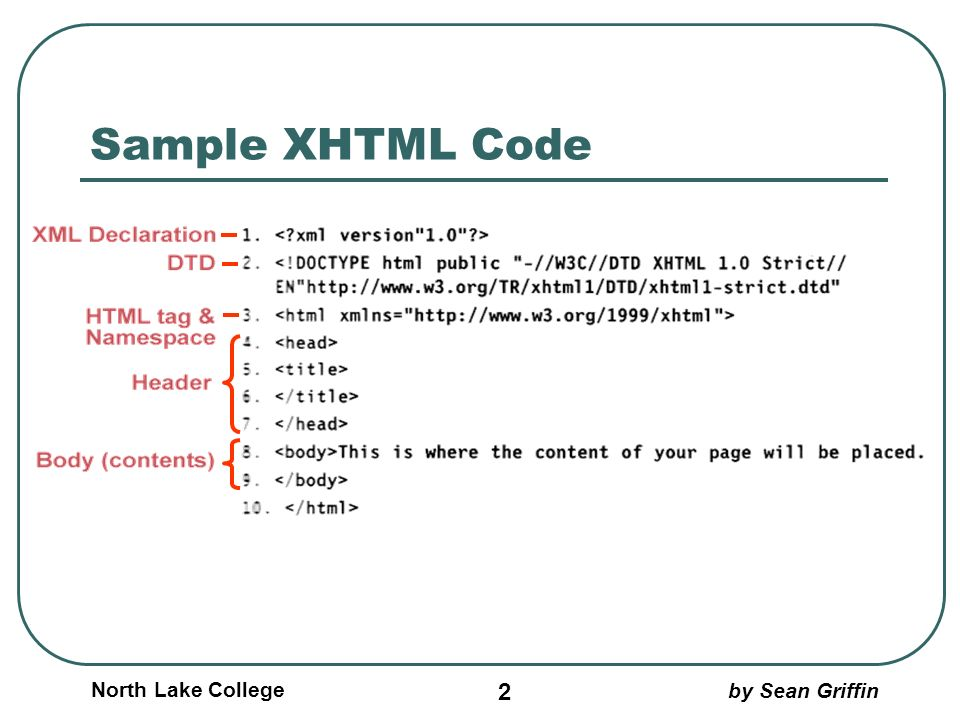 Sample XHTML Code
XML Declaration
1. <?xml version"1.0"?>
DTD
2. <!DOCTYPE html public "-//W3C//DTD XHTML 1.0 Strict//
EN"http://www.w3.org/TR/xhtml1/DTD/xhtml1-strict.dtd"
HTML tag &
Namespace
3. <html xmlns="http://www.w3.org/1999/xhtml">
4. <head>
Header
5. <title>
6. </title>
7. </head>
Body (contents)
8. <body>This is where the content of your page will be placed.
9. </body>
10. </html>
North Lake College
2
by Sean Griffin